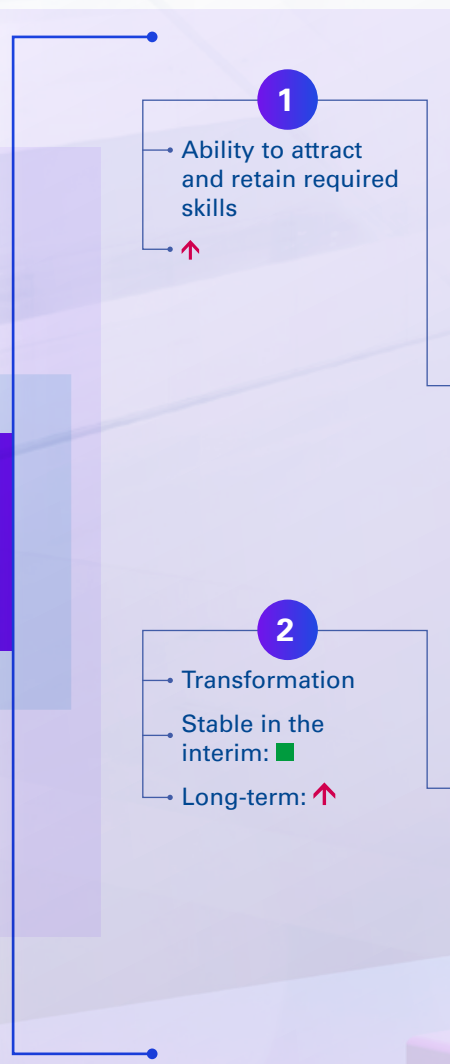 1
Ability to attract
and retain required
skills
↑
2
Transformation
Stable in the
interim: ■
Long-term: ↑